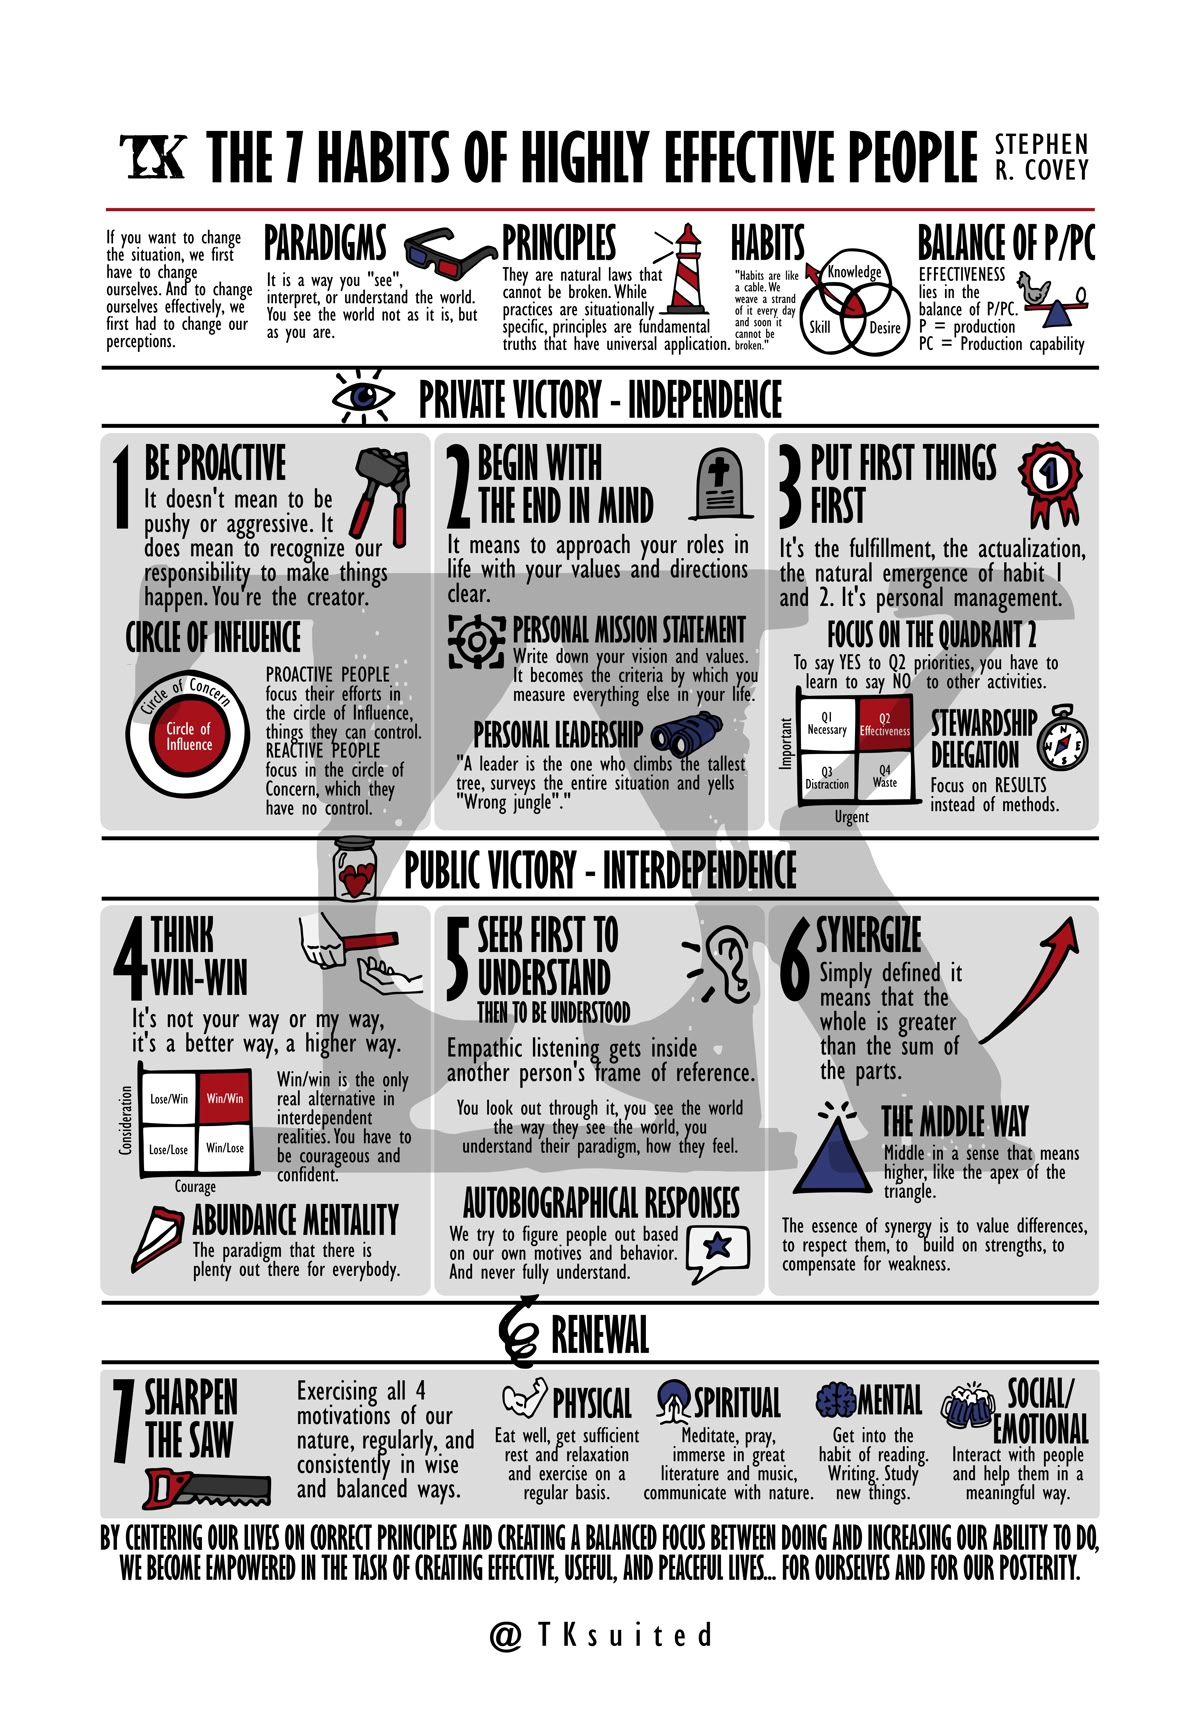 TK THE 7 HABITS OF HIGHLY EFFECTIVE PEOPLE
STEPHEN
R. COVEY
If you want to change
the situation, we first
have to change
ourselves. And to change
ourselves effectively, we
first had to change our
perceptions.
PARADIGMS
It is a way you "see",
interpret, or understand the world.
You see the world not as it is, but
as you are.
PRINCIPLES
They are natural laws that
cannot be broken. While
practices are situationally
specific, principles are fundamental
truths that have universal application.
HABITS
"Habits are like
a cable. We
weave a strand
of it every day
and soon it
cannot be
broken."
Knowledge
Skill
Desire
BALANCE OF P/PC
EFFECTIVENESS
lies in the
balance of P/PC.
P = production
PC = Production capability
PRIVATE VICTORY - INDEPENDENCE
1 BE PROACTIVE
It doesn't mean to be
pushy or aggressive. It
does mean to recognize our
responsibility to make things
happen. You're the creator.
CIRCLE OF INFLUENCE
Circle of Concern
Circle of
Influence
PROACTIVE PEOPLE
focus their efforts in
the circle of Influence,
things they can control.
REACTIVE PEOPLE
focus in the circle of
Concern, which they
have no control.
2 BEGIN WITH
THE END IN MIND
It means to approach your roles in
life with your values and directions
clear.
PERSONAL MISSION STATEMENT
Write down your vision and values.
It becomes the criteria by which you
measure everything else in your life.
PERSONAL LEADERSHIP
"A leader is the one who climbs the tallest
tree, surveys the entire situation and yells
"Wrong jungle"."
3 PUT FIRST THINGS
FIRST
1
It's the fulfillment, the actualization,
the natural emergence of habit 1
and 2. It's personal management.
FOCUS ON THE QUADRANT 2
To say YES to Q2 priorities, you have to
learn to say NO to other activities.
Important
Q1
Necessary
Q2
Effectiveness
Q3
Distraction
Q4
Waste
Urgent
STEWARDSHIP
DELEGATION
N
E
S
W
Focus on RESULTS
instead of methods.
PUBLIC VICTORY - INTERDEPENDENCE
4 THINK
WIN-WIN
It's not your way or my way,
it's a better way, a higher way.
Consideration
Lose/Win
Win/Win
Lose/Lose
Win/Lose
Courage
Win/win is the only
real alternative in
interdependent
realities. You have to
be courageous and
confident.
ABUNDANCE MENTALITY
The paradigm that there is
plenty out there for everybody.
5 SEEK FIRST TO
UNDERSTAND
THEN TO BE UNDERSTOOD
Empathic listening gets inside
another person's frame of reference.
You look out through it, you see the world
the way they see the world, you
understand their paradigm, how they feel.
AUTOBIOGRAPHICAL RESPONSES
We try to figure people out based
on our own motives and behavior.
And never fully understand.
6 SYNERGIZE
Simply defined it
means that the
whole is greater
than the sum of
the parts.
THE MIDDLE WAY
Middle in a sense that means
higher, like the apex of the
triangle.
The essence of synergy is to value differences,
to respect them, to build on strengths, to
compensate for weakness.
RENEWAL
7 SHARPEN
THE SAW
Exercising all 4
motivations of our
nature, regularly, and
consistently in wise
and balanced ways.
PHYSICAL
Eat well, get sufficient
rest and relaxation
and exercise on a
regular basis.
SPIRITUAL
Meditate, pray,
immerse in great
literature and music,
communicate with nature.
MENTAL
Get into the
habit of reading.
Writing. Study
new things.
SOCIAL/
EMOTIONAL
Interact with people
and help them in a
meaningful way.
BY CENTERING OUR LIVES ON CORRECT PRINCIPLES AND CREATING A BALANCED FOCUS BETWEEN DOING AND INCREASING OUR ABILITY TO DO,
WE BECOME EMPOWERED IN THE TASK OF CREATING EFFECTIVE, USEFUL, AND PEACEFUL LIVES... FOR OURSELVES AND FOR OUR POSTERITY.
@TKsuited